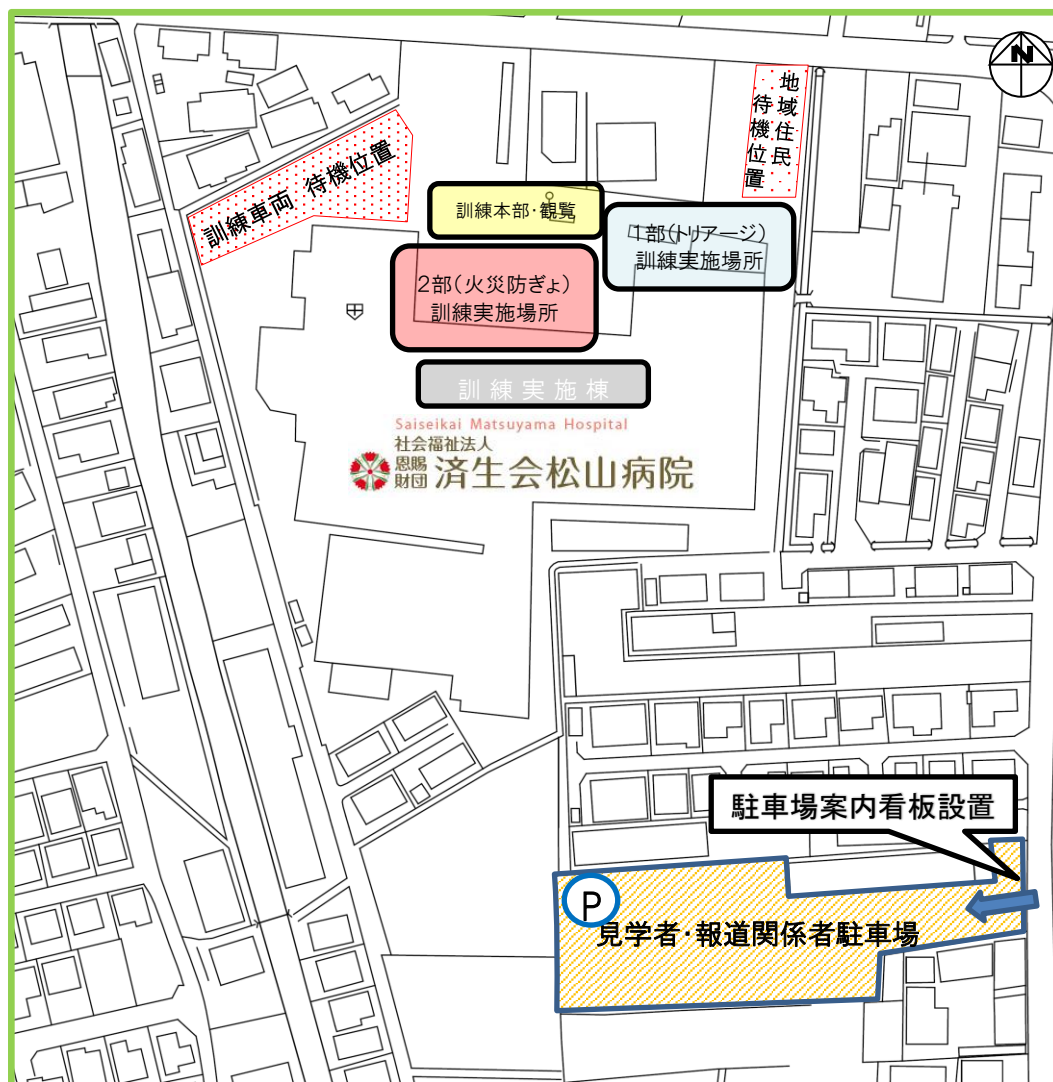 N
地域住民
待機位置
訓練車両 待機位置
訓練本部・観覧
1部(トリアージ)
訓練実施場所
2部(火災防ぎょ)
訓練実施場所
訓練実施棟
Saiseikai Matsuyama Hospital
社会福祉法人
恩賜
財団
済生会松山病院
駐車場案内看板設置
P
見学者・報道関係者駐車場